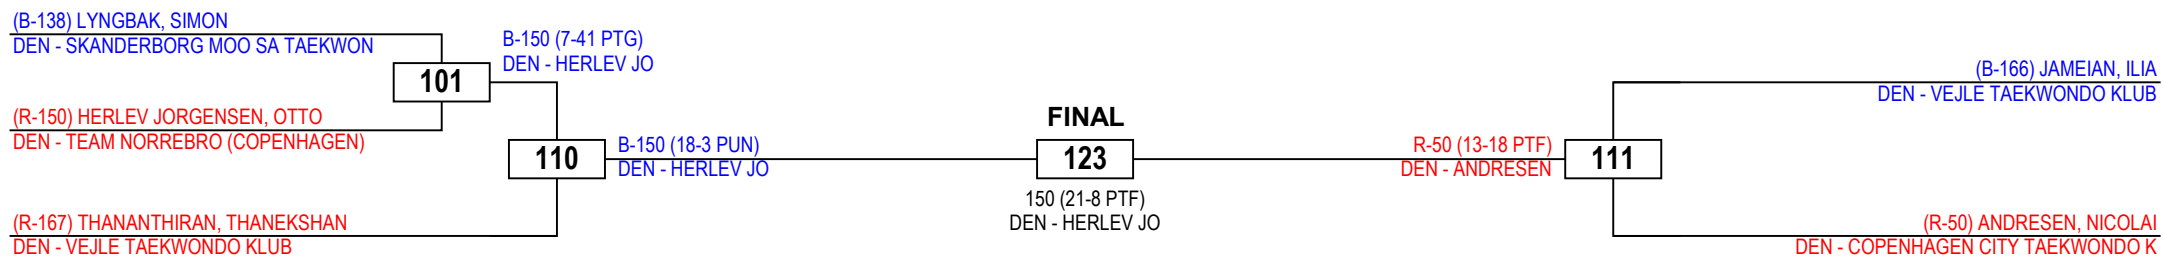 (B-138) LYNGBAK, SIMON
DEN - SKANDERBORG MOO SA TAEKWON
101
(R-150) HERLEV JORGENSEN, OTTO
DEN - TEAM NORREBRO (COPENHAGEN)
B-150 (7-41 PTG)
DEN - HERLEV JO
110
(R-167) THANANTHIRAN, THANEKSHAN
DEN - VEJLE TAEKWONDO KLUB
B-150 (18-3 PUN)
DEN - HERLEV JO
FINAL
123
150 (21-8 PTF)
DEN - HERLEV JO
R-50 (13-18 PTF)
DEN - ANDRESEN
111
(B-166) JAMEIAN, ILIA
DEN - VEJLE TAEKWONDO KLUB
(R-50) ANDRESEN, NICOLAI
DEN - COPENHAGEN CITY TAEKWONDO K